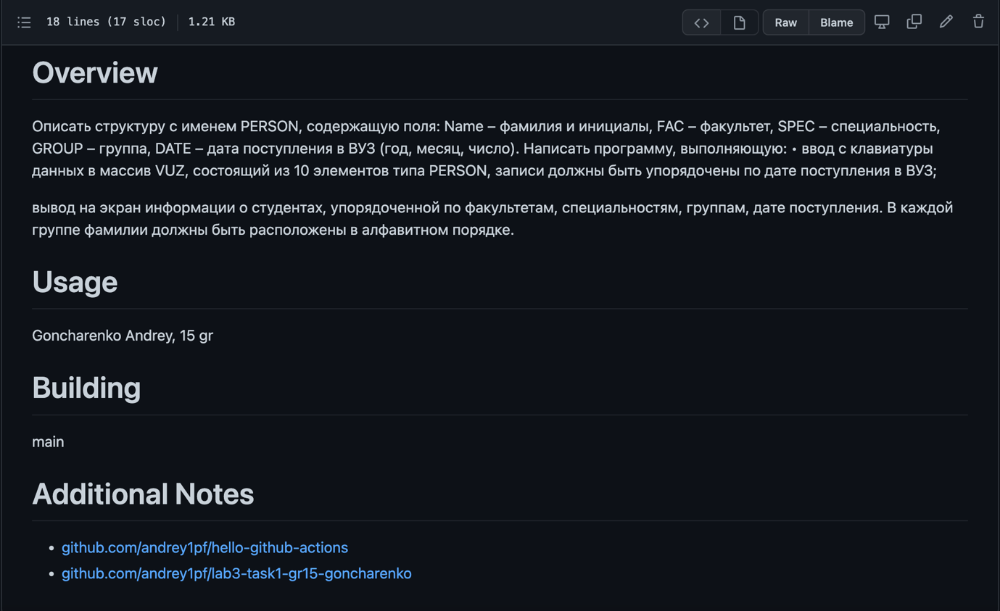 18 lines (17 sloc) 1.21 KB Raw Blame
Overview
Описать структуру с именем PERSON, содержащую поля: Name – фамилия и инициалы, FAC – факультет, SPEC – специальность,
GROUP – группа, DATE – дата поступления в ВУЗ (год, месяц, число). Написать программу, выполняющую: • ввод с клавиатуры
данных в массив VUZ, состоящий из 10 элементов типа PERSON, записи должны быть упорядочены по дате поступления в ВУЗ;
вывод на экран информации о студентах, упорядоченной по факультетам, специальностям, группам, дате поступления. В каждой
группе фамилии должны быть расположены в алфавитном порядке.
Usage
Goncharenko Andrey, 15 gr
Building
main
Additional Notes
• github.com/andrey1pf/hello-github-actions
• github.com/andrey1pf/lab3-task1-gr15-goncharenko